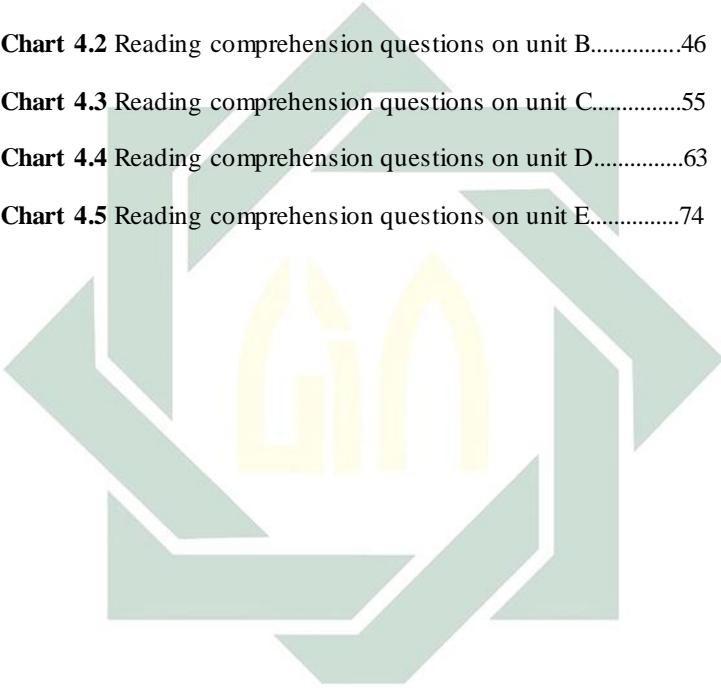 Chart 4.2 Reading comprehension questions on unit B...............46
Chart 4.3 Reading comprehension questions on unit C...............55
Chart 4.4 Reading comprehension questions on unit D...............63
Chart 4.5 Reading comprehension questions on unit E...............74